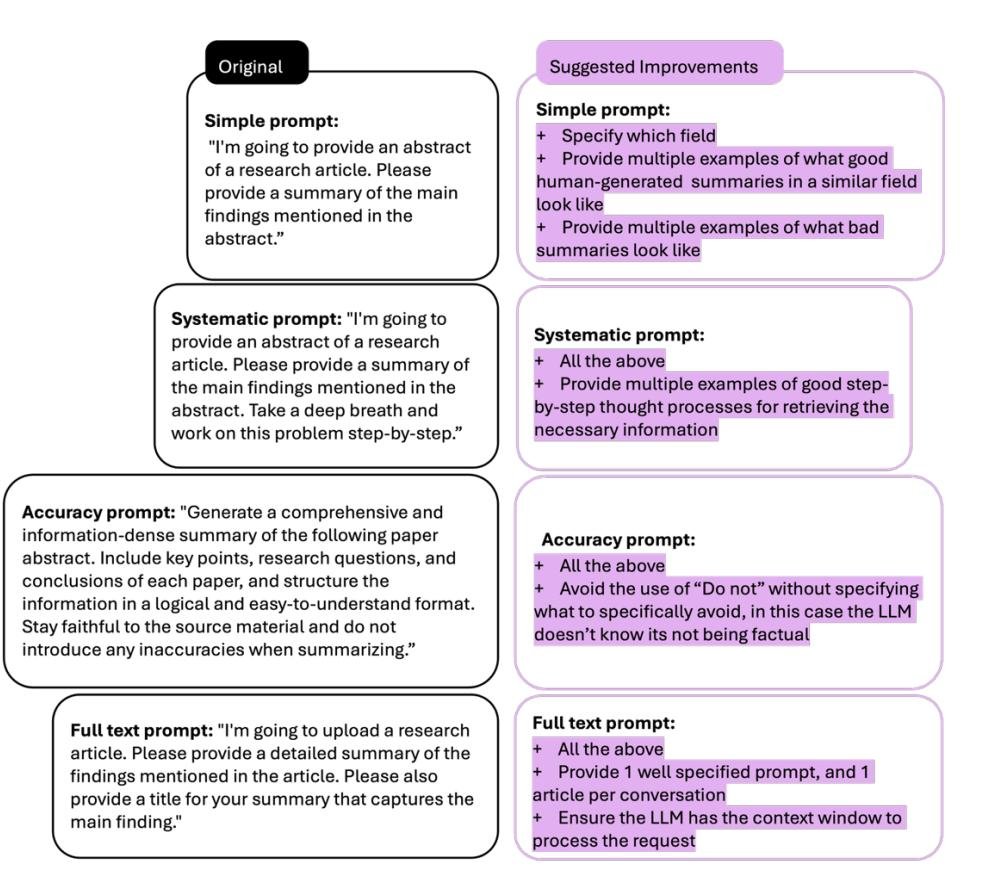 Original
Simple prompt:
"I'm going to provide an abstract
of a research article. Please
provide a summary of the main
findings mentioned in the
abstract.”
Systematic prompt: "I'm going to
provide an abstract of a research
article. Please provide a summary of
the main findings mentioned in the
abstract. Take a deep breath and
work on this problem step-by-step.”
Accuracy prompt: "Generate a comprehensive and
information-dense summary of the following paper
abstract. Include key points, research questions, and
conclusions of each paper, and structure the
information in a logical and easy-to-understand format.
Stay faithful to the source material and do not
introduce any inaccuracies when summarizing.”
Full text prompt: "I'm going to upload a research
article. Please provide a detailed summary of the
findings mentioned in the article. Please also
provide a title for your summary that captures the
main finding."
Suggested Improvements
Simple prompt:
+ Specify which field
+ Provide multiple examples of what good
human-generated summaries in a similar field
look like
+ Provide multiple examples of what bad
summaries look like
Systematic prompt:
+ All the above
+ Provide multiple examples of good step-
by-step thought processes for retrieving the
necessary information
Accuracy prompt:
+ All the above
+ Avoid the use of “Do not” without specifying
what to specifically avoid, in this case the LLM
doesn’t know its not being factual
Full text prompt:
+ All the above
+ Provide 1 well specified prompt, and 1
article per conversation
+ Ensure the LLM has the context window to
process the request